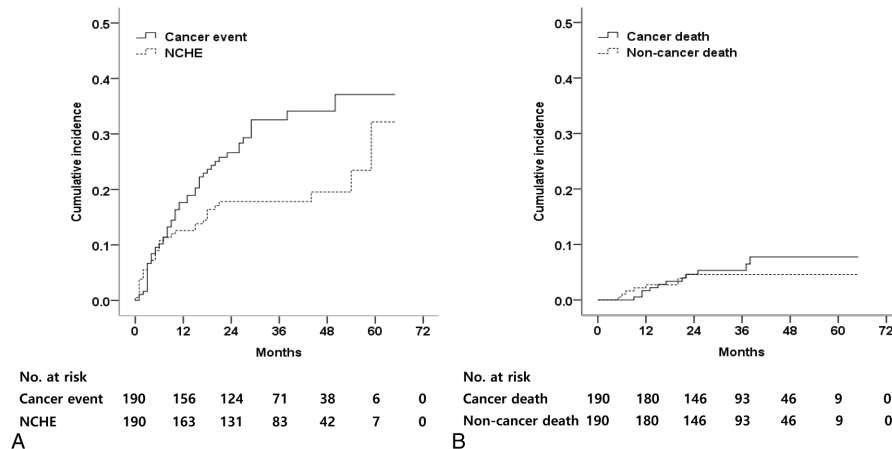 0.5
Cancer event
NCHE
0.4
0.3
0.2
0.1
0.0
Cumulative incidence
0 12 24 36 48 60 72
Months
No. at risk
Cancer event 190 156 124 71 38 6 0
NCHE 190 163 131 83 42 7 0
A
0.5
Cancer death
Non-cancer death
0.4
0.3
0.2
0.1
0.0
Cumulative incidence
0 12 24 36 48 60 72
Months
No. at risk
Cancer death 190 180 146 93 46 9 0
Non-cancer death 190 180 146 93 46 9 0
B